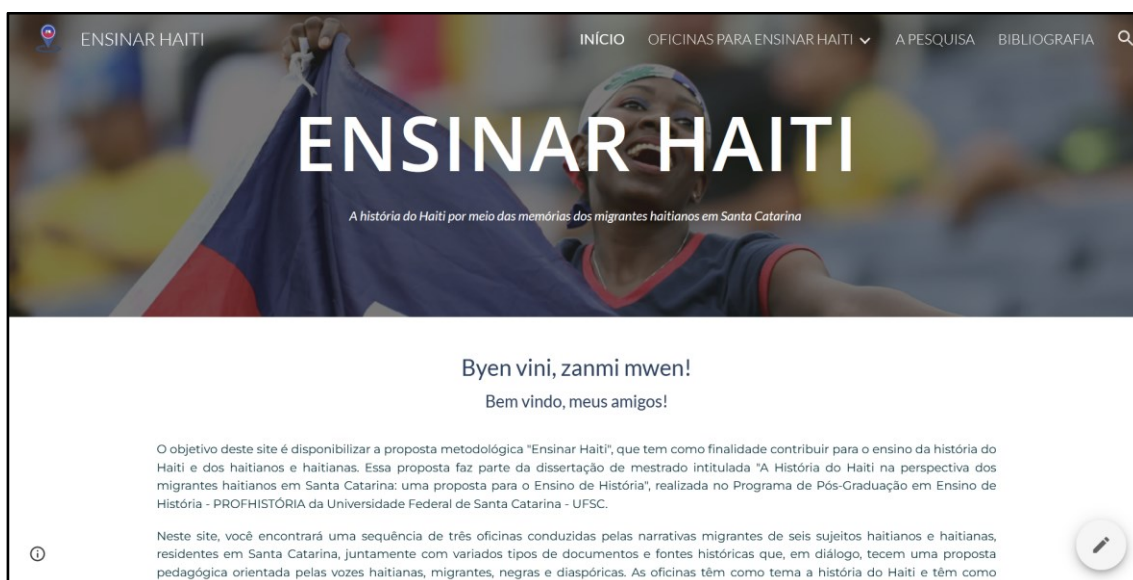 ENSINAR HAITI
INÍCIO OFICINAS PARA ENSINAR HAITI A PESQUISA BIBLIOGRAFIA
ENSINAR HAITI
A história do Haiti por meio das memórias dos migrantes haitianos em Santa Catarina
Byen vini, zanmi mwen!
Bem vindo, meus amigos!
O objetivo deste site é disponibilizar a proposta metodológica "Ensinar Haiti", que tem como finalidade contribuir para o ensino da história do
Haiti e dos haitianos e haitianas. Essa proposta faz parte da dissertação de mestrado intitulada "A História do Haiti na perspectiva dos
migrantes haitianos em Santa Catarina: uma proposta para o Ensino de História", realizada no Programa de Pós-Graduação em Ensino de
História - PROFHISTÓRIA da Universidade Federal de Santa Catarina - UFSC.
Neste site, você encontrará uma sequência de três oficinas conduzidas pelas narrativas migrantes de seis sujeitos haitianos e haitianas,
residentes em Santa Catarina, juntamente com variados tipos de documentos e fontes históricas que, em diálogo, tecem uma proposta
pedagógica orientada pelas vozes haitianas, migrantes, negras e diaspóricas. As oficinas têm como tema a história do Haiti e têm como